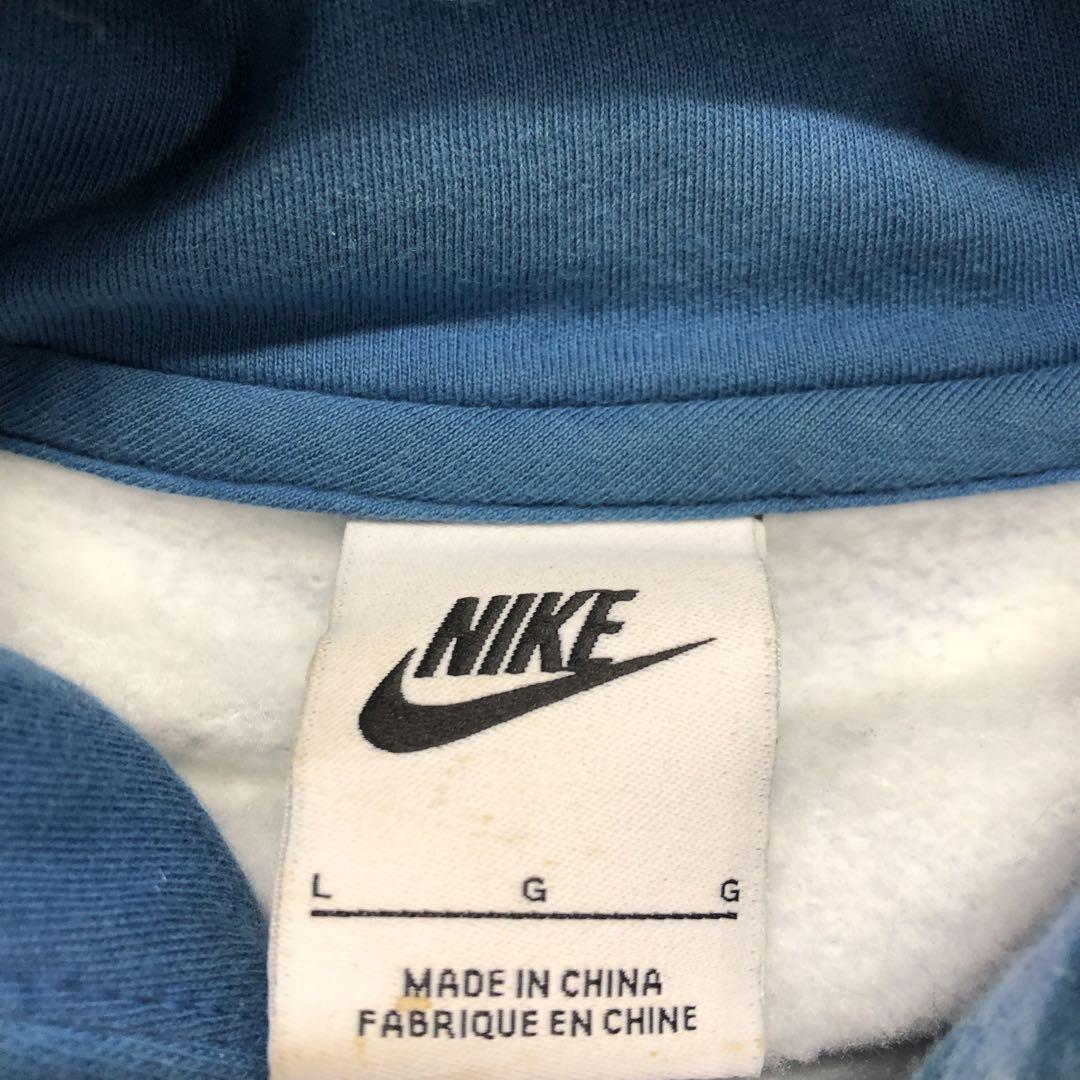 NIKE
L G G
MADE IN CHINA
FABRIQUE EN CHINE